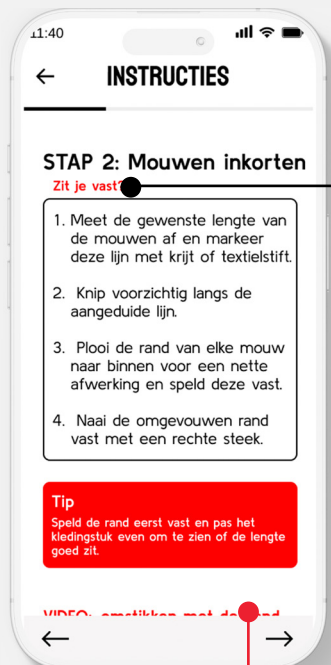 11:40
INSTRUCTIES
STAP 2: Mouwen inkorten
Zit je vast?
1. Meet de gewenste lengte van
de mouwen af en markeer
deze lijn met krijt of textielstift.
2. Knip voorzichtig langs de
aangeduide lijn.
3. Plooi de rand van elke mouw
naar binnen voor een nette
afwerking en speld deze vast.
4. Naai de omgevouwen rand
vast met een rechte steek.
Tip
Speld de rand eerst vast en pas het
kledingstuk even om te zien of de lengte
goed zit.
VIDEO: omstikken met de